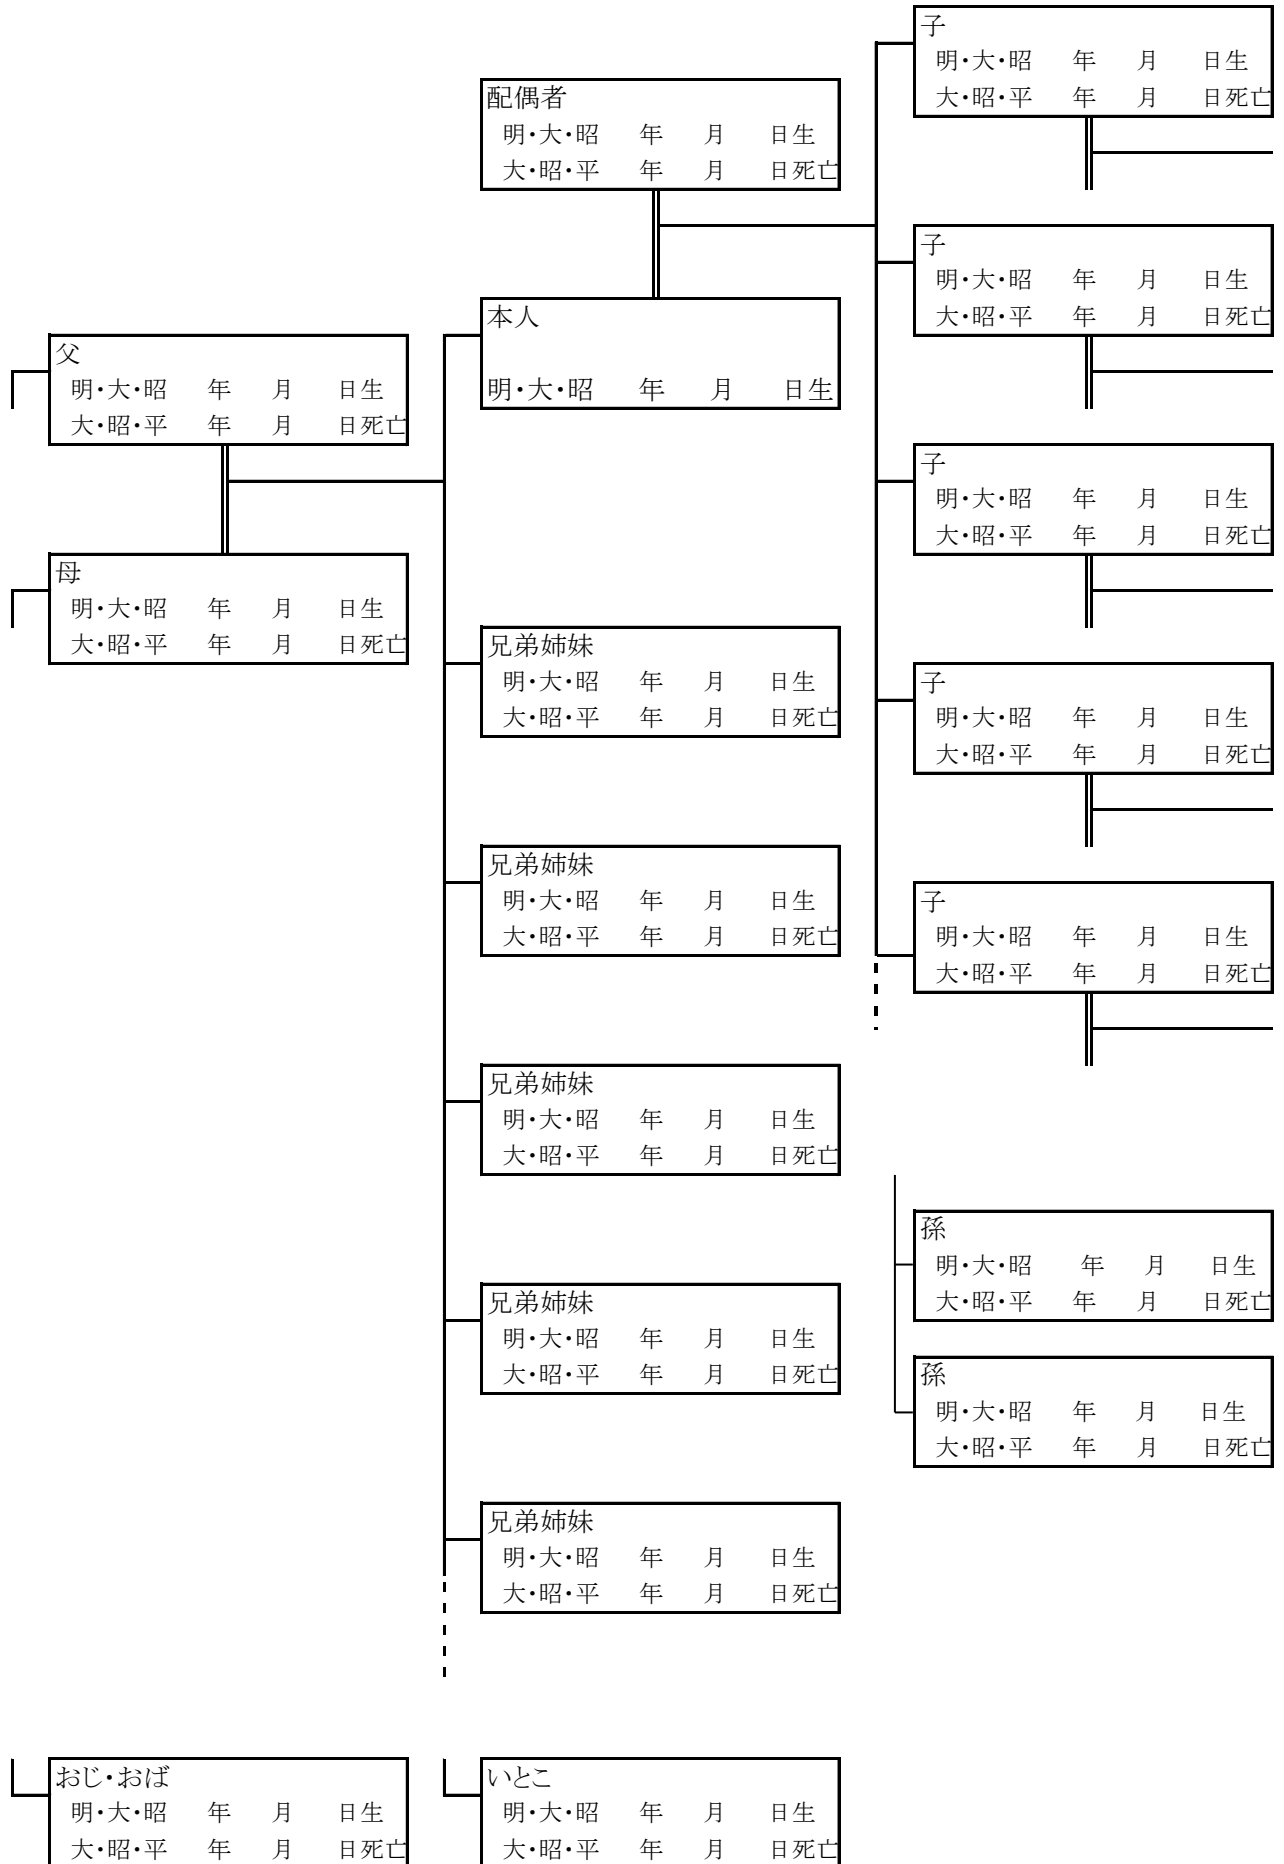 父
明・大・昭　年　月　日生
大・昭・平　年　月　日死亡
母
明・大・昭　年　月　日生
大・昭・平　年　月　日死亡
配偶者
明・大・昭　年　月　日生
大・昭・平　年　月　日死亡
本人
明・大・昭　年　月　日生
兄弟姉妹
明・大・昭　年　月　日生
大・昭・平　年　月　日死亡
兄弟姉妹
明・大・昭　年　月　日生
大・昭・平　年　月　日死亡
兄弟姉妹
明・大・昭　年　月　日生
大・昭・平　年　月　日死亡
兄弟姉妹
明・大・昭　年　月　日生
大・昭・平　年　月　日死亡
兄弟姉妹
明・大・昭　年　月　日生
大・昭・平　年　月　日死亡
子
明・大・昭　年　月　日生
大・昭・平　年　月　日死亡
子
明・大・昭　年　月　日生
大・昭・平　年　月　日死亡
子
明・大・昭　年　月　日生
大・昭・平　年　月　日死亡
子
明・大・昭　年　月　日生
大・昭・平　年　月　日死亡
子
明・大・昭　年　月　日生
大・昭・平　年　月　日死亡
孫
明・大・昭　年　月　日生
大・昭・平　年　月　日死亡
孫
明・大・昭　年　月　日生
大・昭・平　年　月　日死亡
おじ・おば
明・大・昭　年　月　日生
大・昭・平　年　月　日死亡
いとこ
明・大・昭　年　月　日生
大・昭・平　年　月　日死亡